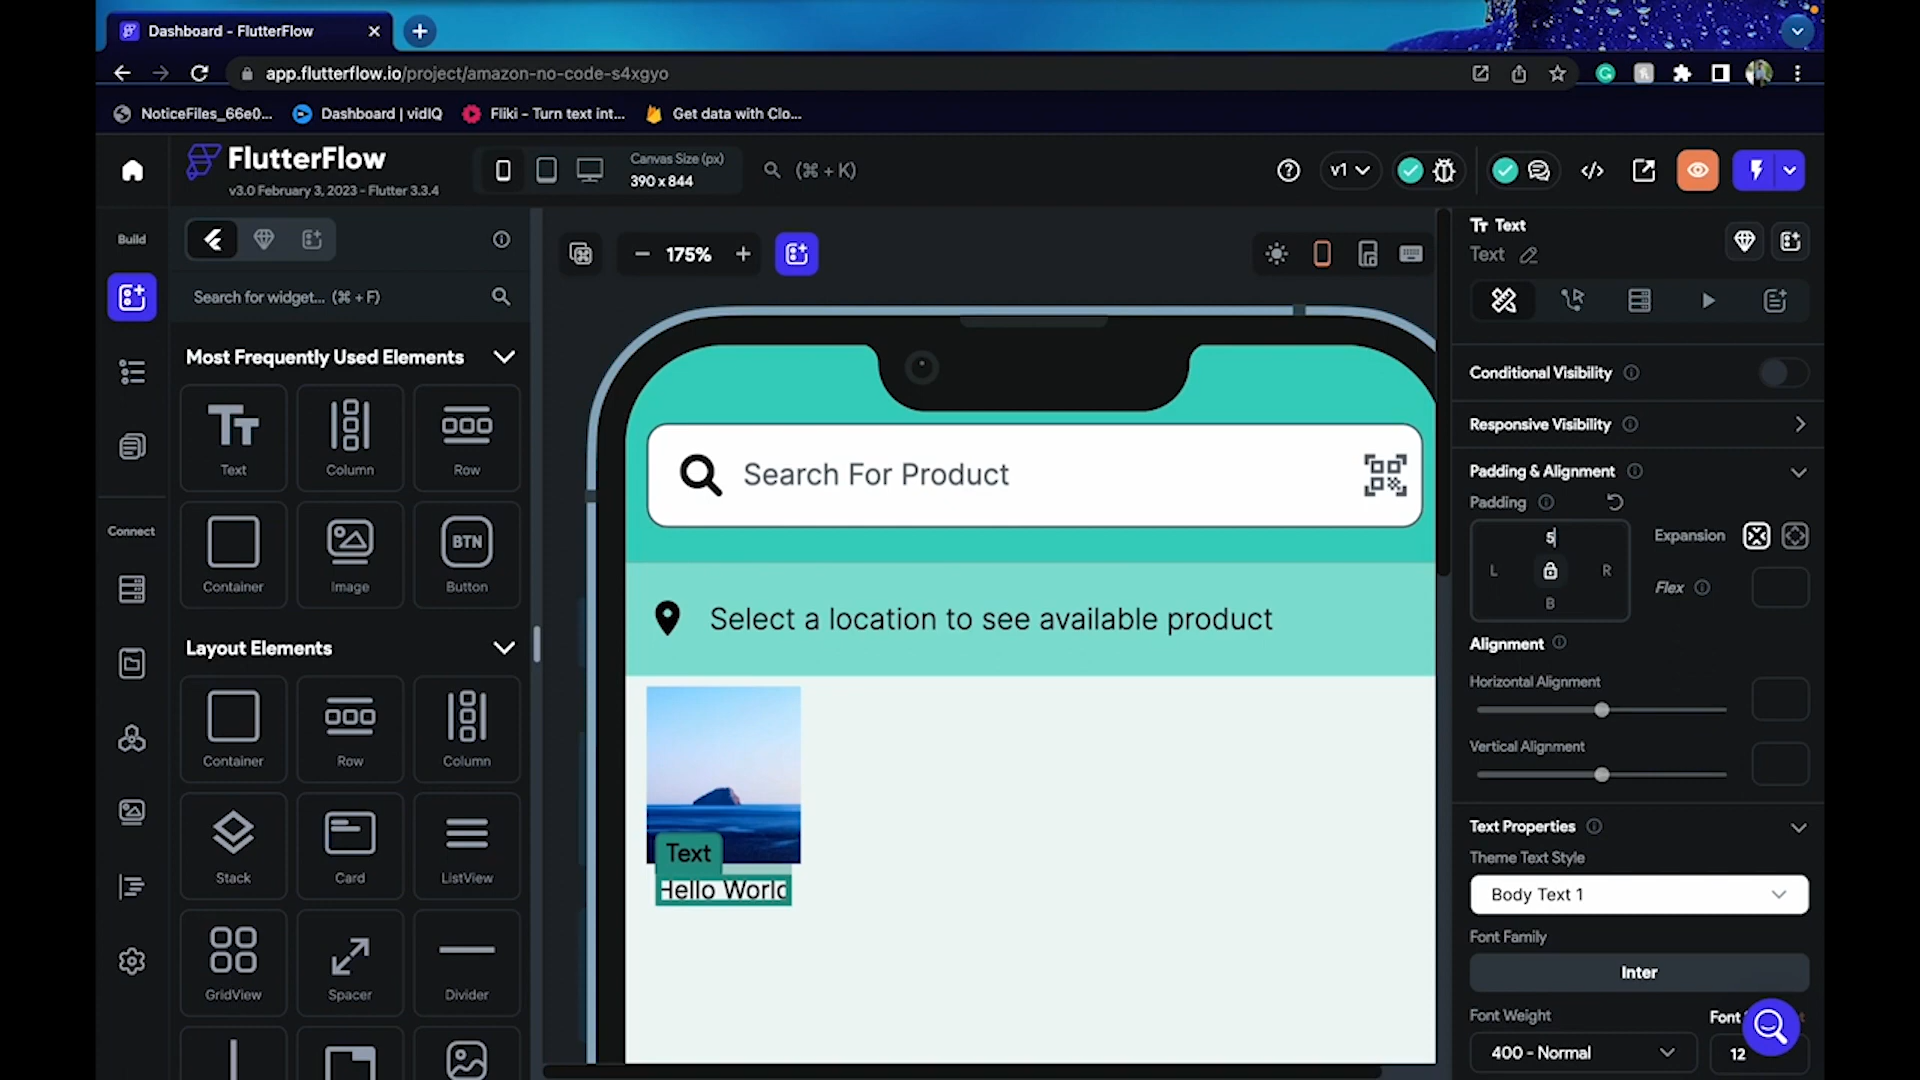 Dashboard - FlutterFlow
app.flutterflow.io/project/amazon-no-code-s4xgyo
NoticeFiles_66e0... Dashboard | vidIQ Fliki - Turn text int... Get data with Clo...
FlutterFlow
v3.0 February 3, 2023 - Flutter 3.3.4
Canvas Size (px)
390 x 844
(⌘ + K)
v1
Build
175%
Search for widget... (⌘ + F)
Most Frequently Used Elements
Text Column Row
Container Image BTN Button
Connect
Layout Elements
Container Row Column
Stack Card ListView
GridView Spacer Divider
Search For Product
Select a location to see available product
Text
Hello World
Text
Text
Conditional Visibility
Responsive Visibility
Padding & Alignment
Padding
5
Expansion
L R
Flex
B
Alignment
Horizontal Alignment
Vertical Alignment
Text Properties
Theme Text Style
Body Text 1
Font Family
Inter
Font Weight Font
400 - Normal 12